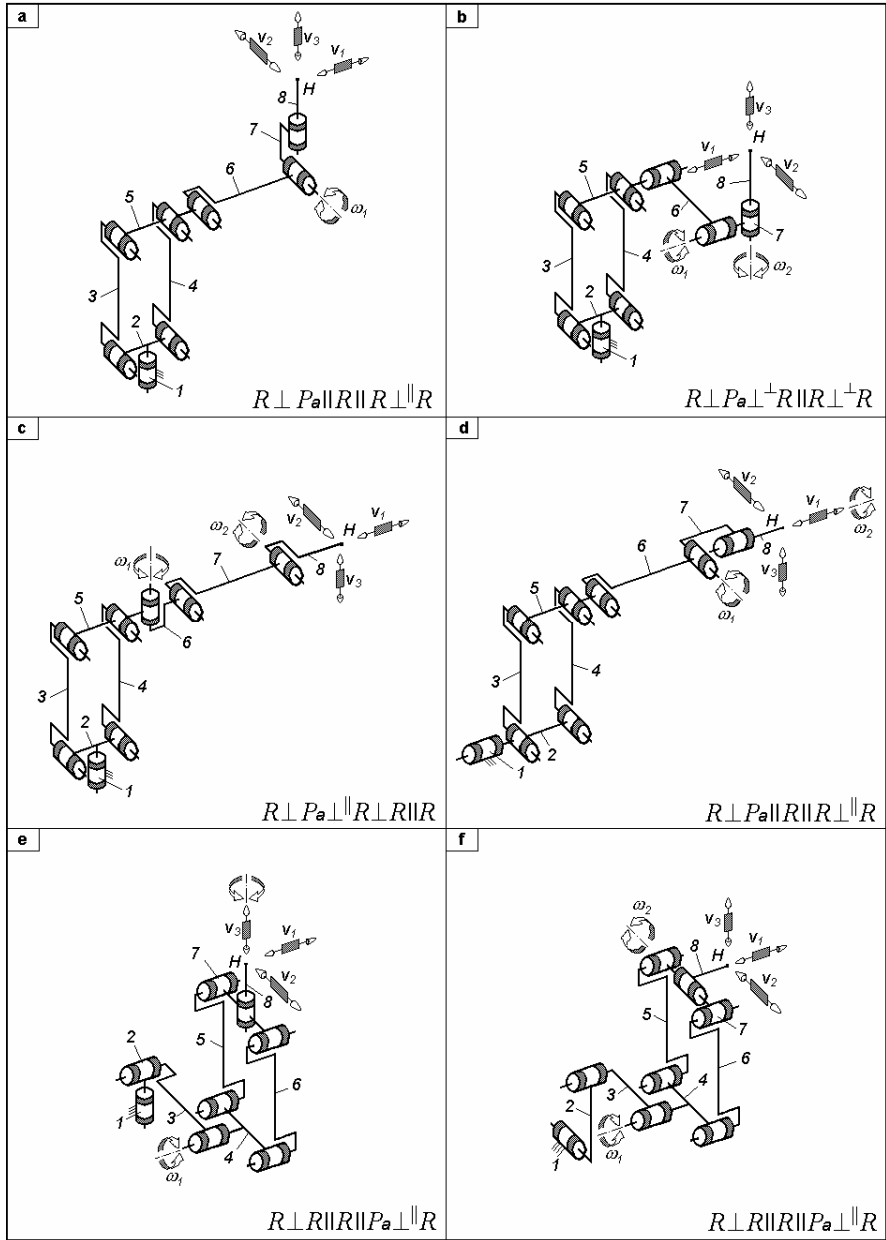 a
v₂ v₃ v₁
H
8
7
6
5
ω₁
3 4
2
1
R⊥Pa||R||R⊥^||R
b
v₃
H
v₁
v₂
5
8
6
7
ω₁ ω₂
3 4
2
1
R⊥Pa⊥^⊥R||R⊥^⊥R
c
ω₂ v₂ v₁
H
ω₁
7
8
v₃
5
6
3 4
2
1
R⊥Pa⊥^||R⊥R||R
d
v₂
7
H v₁
ω₂
6
8
v₃
5
ω₁
3 4
2
1
R⊥Pa||R||R⊥^||R
e
v₃ v₁
7 H
v₂
8
2 5
6
1 3
4
ω₁
R⊥R||R||Pa⊥^||R
f
ω₂
v₃
8 H v₁
v₂
5
7
6
4
3
2
ω₁
1
R⊥R||R||Pa⊥^||R